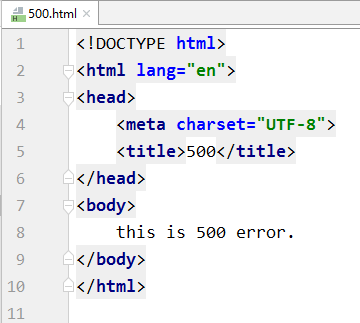 500.html ×
1 <!DOCTYPE html>
2 <html lang="en">
3 <head>
4     <meta charset="UTF-8">
5     <title>500</title>
6 </head>
7 <body>
8     this is 500 error.
9 </body>
10 </html>
11